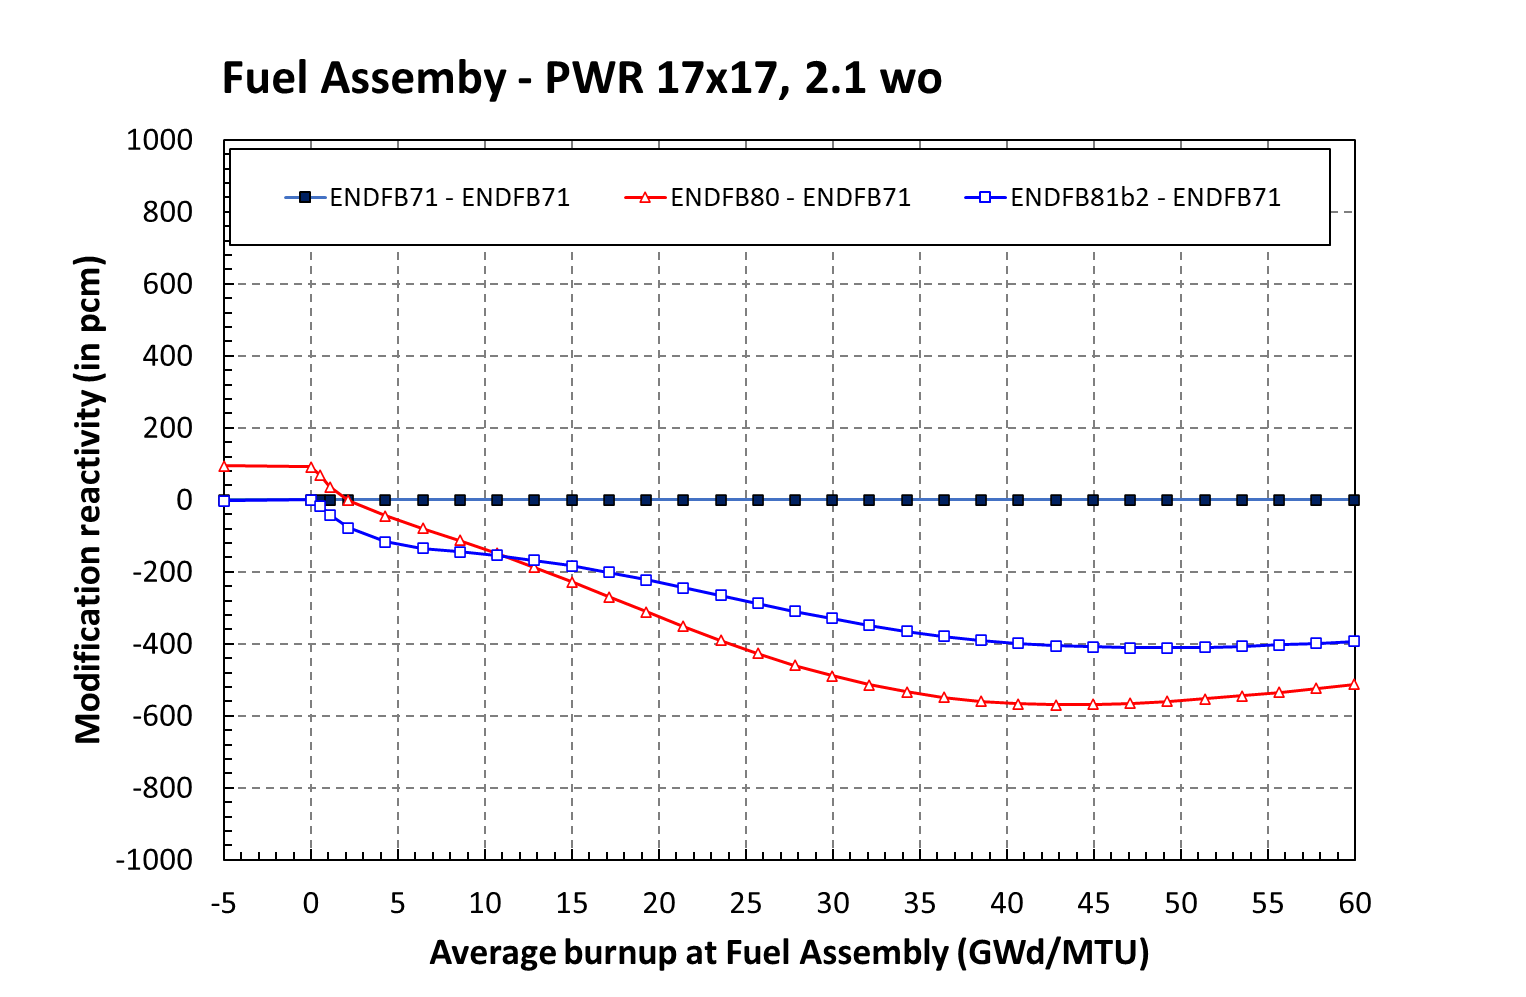 Fuel Assemby - PWR 17x17, 2.1 wo
1000
ENDFB71 - ENDFB71 ENDFB80 - ENDFB71 ENDFB81b2 - ENDFB71
800
600
400
200
0
-200
-400
-600
-800
-1000
Modification reactivity (in pcm)
-5 0 5 10 15 20 25 30 35 40 45 50 55 60
Average burnup at Fuel Assembly (GWd/MTU)